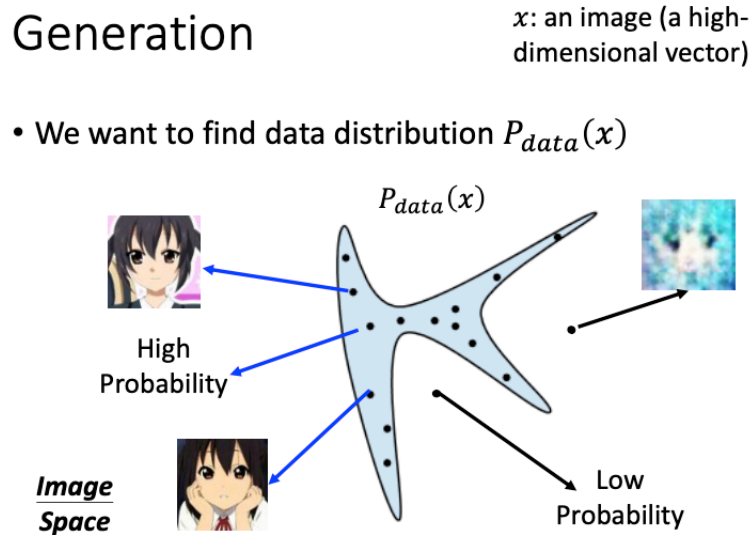 Generation
x: an image (a high-
dimensional vector)
• We want to find data distribution P_data(x)
P_data(x)
High
Probability
Image
Space
Low
Probability